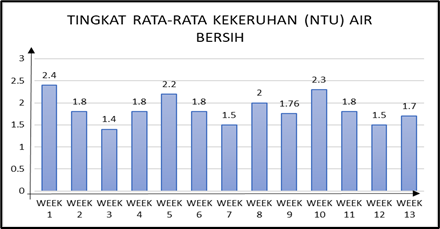 TINGKAT RATA-RATA KEKERUHAN (NTU) AIR
BERSIH
3
2.5
2
1.5
1
0.5
0
2.4
1.8
1.4
1.8
2.2
1.8
1.5
2
1.76
2.3
1.8
1.5
1.7
WEEK 1
WEEK 2
WEEK 3
WEEK 4
WEEK 5
WEEK 6
WEEK 7
WEEK 8
WEEK 9
WEEK 10
WEEK 11
WEEK 12
WEEK 13